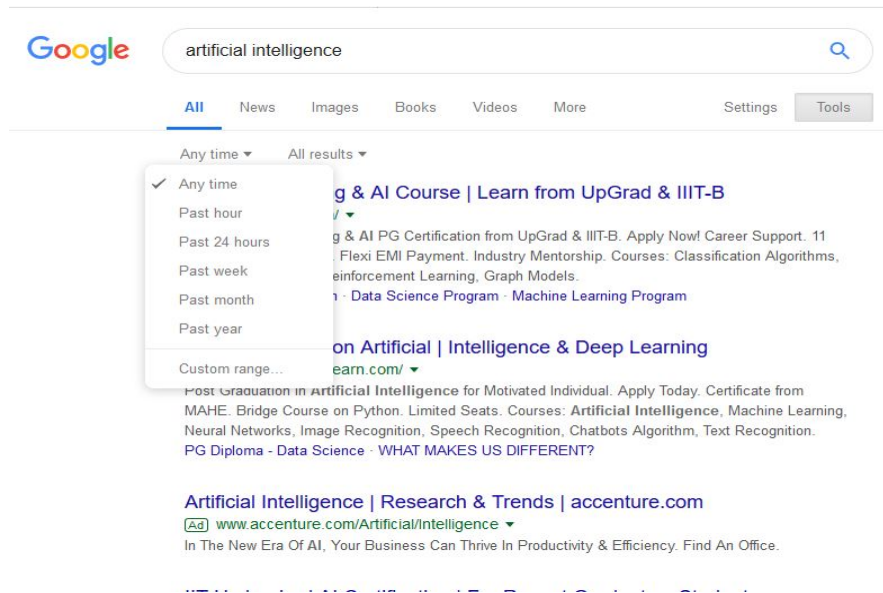 Google
artificial intelligence
All News Images Books Videos More Settings Tools
Any time All results
Any time
Past hour
Past 24 hours
Past week
Past month
Past year
Custom range...
g & AI Course | Learn from UpGrad & IIIT-B
/
g & AI PG Certification from UpGrad & IIIT-B. Apply Now! Career Support. 11
. Flexi EMI Payment. Industry Mentorship. Courses: Classification Algorithms,
einforcement Learning, Graph Models.
· Data Science Program · Machine Learning Program
on Artificial | Intelligence & Deep Learning
earn.com/
Post Graduation in Artificial Intelligence for Motivated Individual. Apply Today. Certificate from
MAHE. Bridge Course on Python. Limited Seats. Courses: Artificial Intelligence, Machine Learning,
Neural Networks, Image Recognition, Speech Recognition, Chatbots Algorithm, Text Recognition.
PG Diploma - Data Science · WHAT MAKES US DIFFERENT?
Artificial Intelligence | Research & Trends | accenture.com
Ad www.accenture.com/Artificial/Intelligence
In The New Era Of AI, Your Business Can Thrive In Productivity & Efficiency. Find An Office.